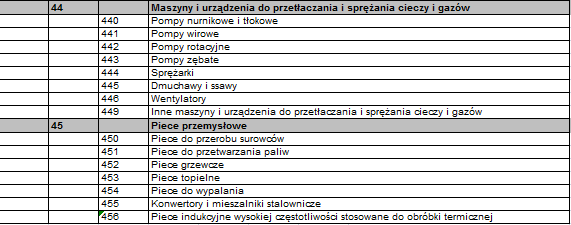 44 Maszyny i urządzenia do przetłaczania i sprężania cieczy i gazów
440 Pompy nurnikowe i tłokowe
441 Pompy wirowe
442 Pompy rotacyjne
443 Pompy zębate
444 Sprężarki
445 Dmuchawy i ssawy
446 Wentylatory
449 Inne maszyny i urządzenia do przetłaczania i sprężania cieczy i gazów
45 Piece przemysłowe
450 Piece do przerobu surowców
451 Piece do przetwarzania paliw
452 Piece grzewcze
453 Piece topielne
454 Piece do wypalania
455 Konwertory i mieszalniki stalownicze
456 Piece indukcyjne wysokiej częstotliwości stosowane do obróbki termicznej